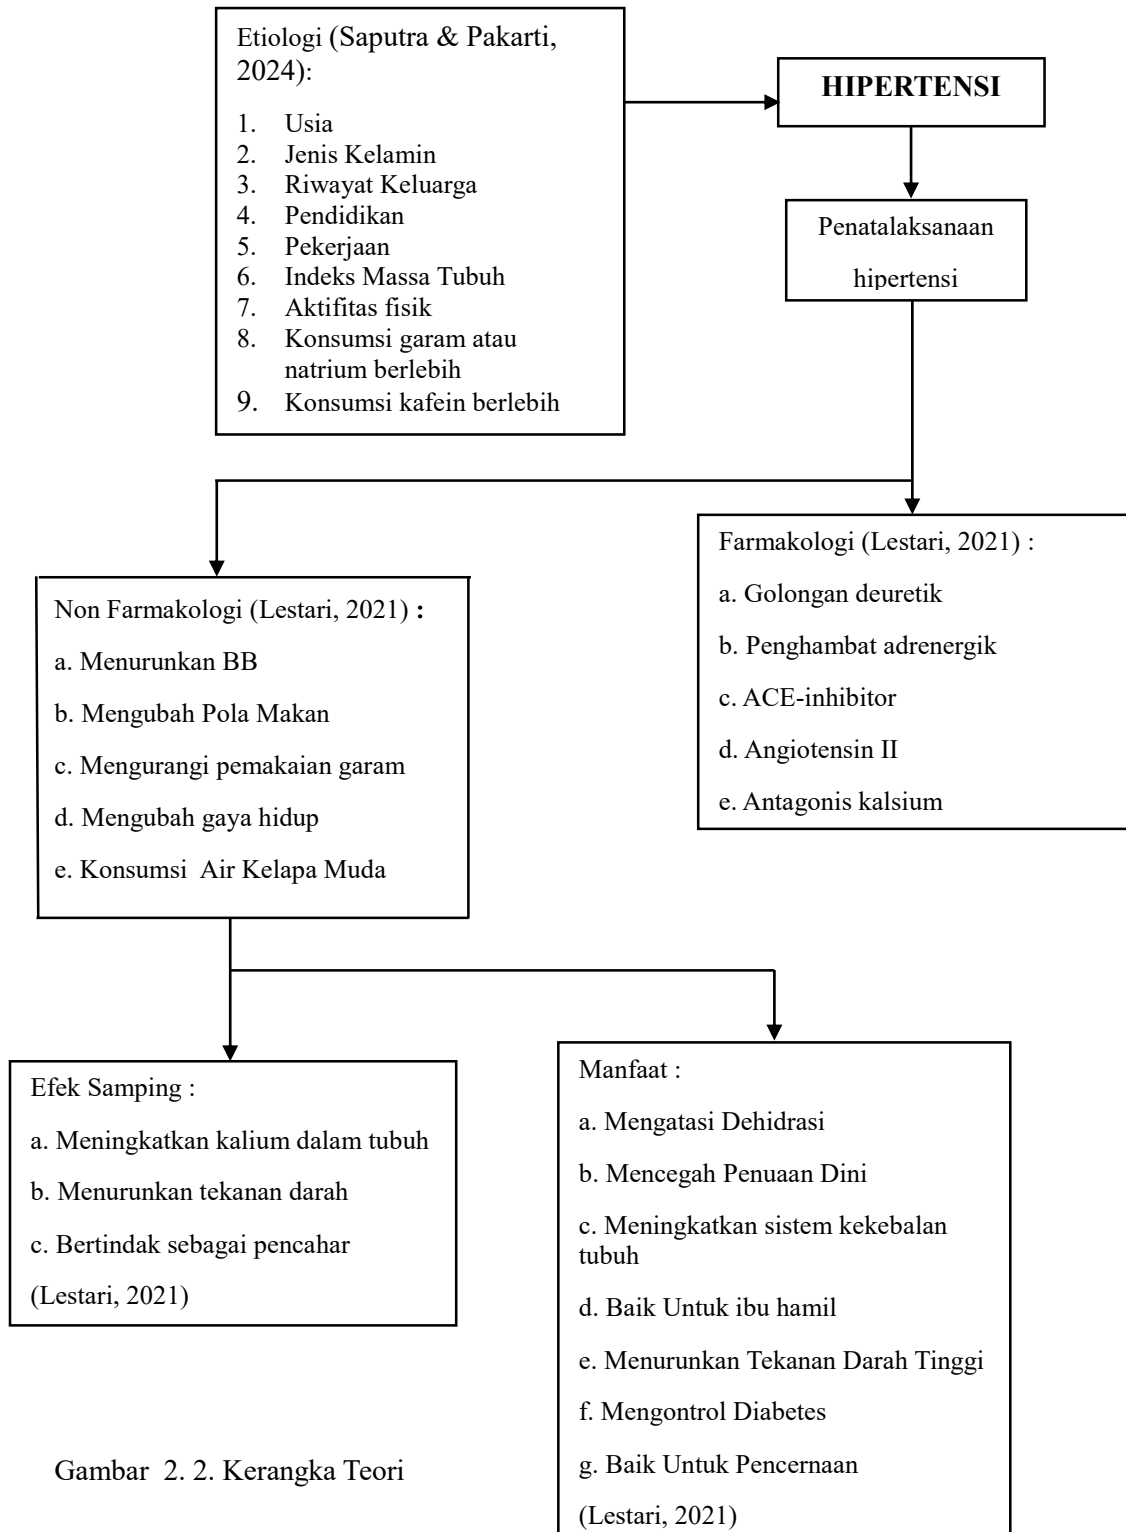 Etiologi (Saputra & Pakarti,
2024):
1. Usia
2. Jenis Kelamin
3. Riwayat Keluarga
4. Pendidikan
5. Pekerjaan
6. Indeks Massa Tubuh
7. Aktifitas fisik
8. Konsumsi garam atau
natrium berlebih
9. Konsumsi kafein berlebih
HIPERTENSI
Penatalaksanaan
hipertensi
Non Farmakologi (Lestari, 2021) :
a. Menurunkan BB
b. Mengubah Pola Makan
c. Mengurangi pemakaian garam
d. Mengubah gaya hidup
e. Konsumsi Air Kelapa Muda
Farmakologi (Lestari, 2021) :
a. Golongan deuretik
b. Penghambat adrenergik
c. ACE-inhibitor
d. Angiotensin II
e. Antagonis kalsium
Efek Samping :
a. Meningkatkan kalium dalam tubuh
b. Menurunkan tekanan darah
c. Bertindak sebagai pencahar
(Lestari, 2021)
Manfaat :
a. Mengatasi Dehidrasi
b. Mencegah Penuaan Dini
c. Meningkatkan sistem kekebalan
tubuh
d. Baik Untuk ibu hamil
e. Menurunkan Tekanan Darah Tinggi
f. Mengontrol Diabetes
g. Baik Untuk Pencernaan
(Lestari, 2021)
Gambar 2. 2. Kerangka Teori